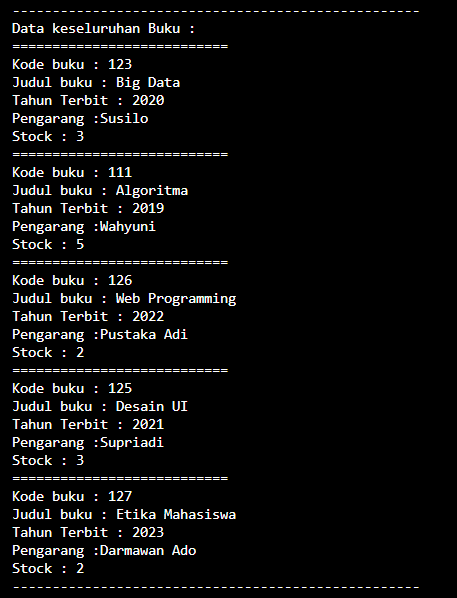 ---------------------------------------------------
Data keseluruhan Buku :
===========================
Kode buku : 123
Judul buku : Big Data
Tahun Terbit : 2020
Pengarang :Susilo
Stock : 3
===========================
Kode buku : 111
Judul buku : Algoritma
Tahun Terbit : 2019
Pengarang :Wahyuni
Stock : 5
===========================
Kode buku : 126
Judul buku : Web Programming
Tahun Terbit : 2022
Pengarang :Pustaka Adi
Stock : 2
===========================
Kode buku : 125
Judul buku : Desain UI
Tahun Terbit : 2021
Pengarang :Supriadi
Stock : 3
===========================
Kode buku : 127
Judul buku : Etika Mahasiswa
Tahun Terbit : 2023
Pengarang :Darmawan Ado
Stock : 2
---------------------------------------------------